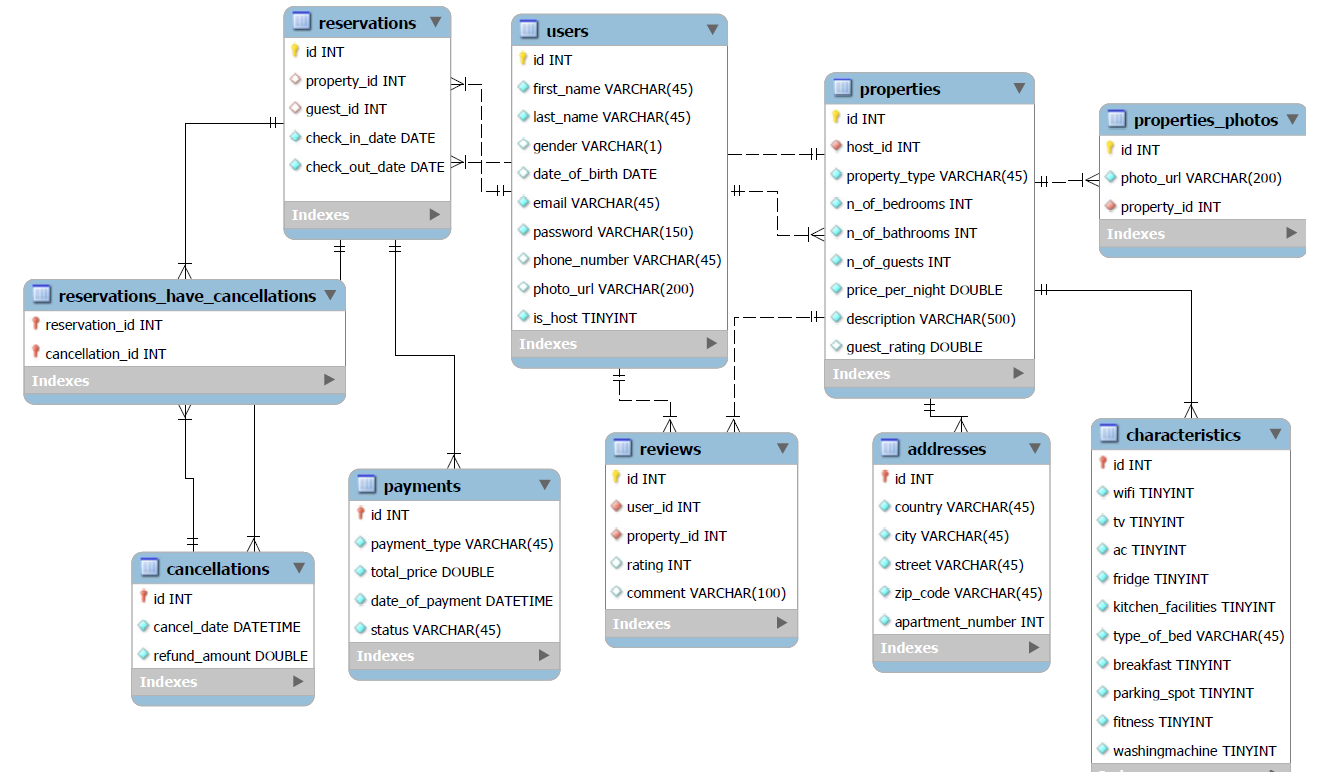 reservations
id INT
property_id INT
guest_id INT
check_in_date DATE
check_out_date DATE
Indexes
users
id INT
first_name VARCHAR(45)
last_name VARCHAR(45)
gender VARCHAR(1)
date_of_birth DATE
email VARCHAR(45)
password VARCHAR(150)
phone_number VARCHAR(45)
photo_url VARCHAR(200)
is_host TINYINT
Indexes
properties
id INT
host_id INT
property_type VARCHAR(45)
n_of_bedrooms INT
n_of_bathrooms INT
n_of_guests INT
price_per_night DOUBLE
description VARCHAR(500)
guest_rating DOUBLE
Indexes
properties_photos
id INT
photo_url VARCHAR(200)
property_id INT
Indexes
reservations_have_cancellations
reservation_id INT
cancellation_id INT
Indexes
cancellations
id INT
cancel_date DATETIME
refund_amount DOUBLE
Indexes
payments
id INT
payment_type VARCHAR(45)
total_price DOUBLE
date_of_payment DATETIME
status VARCHAR(45)
Indexes
reviews
id INT
user_id INT
property_id INT
rating INT
comment VARCHAR(100)
Indexes
addresses
id INT
country VARCHAR(45)
city VARCHAR(45)
street VARCHAR(45)
zip_code VARCHAR(45)
apartment_number INT
Indexes
characteristics
id INT
wifi TINYINT
tv TINYINT
ac TINYINT
fridge TINYINT
kitchen_facilities TINYINT
type_of_bed VARCHAR(45)
breakfast TINYINT
parking_spot TINYINT
fitness TINYINT
washingmachine TINYINT